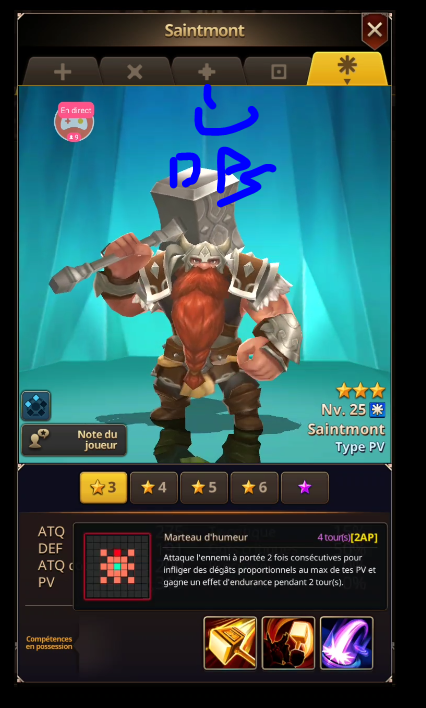 Saintmont
En direct
9
DPS
Nv. 25
Saintmont
Type PV
Note du
joueur
3 4 5 6
ATQ
DEF
ATQ
PV
Marteau d'humeur 4 tour(s)[2AP]
Attaque l'ennemi à portée 2 fois consécutives pour
infliger des dégâts proportionnels au max de tes PV et
gagne un effet d'endurance pendant 2 tour(s).
Compétences
en possession